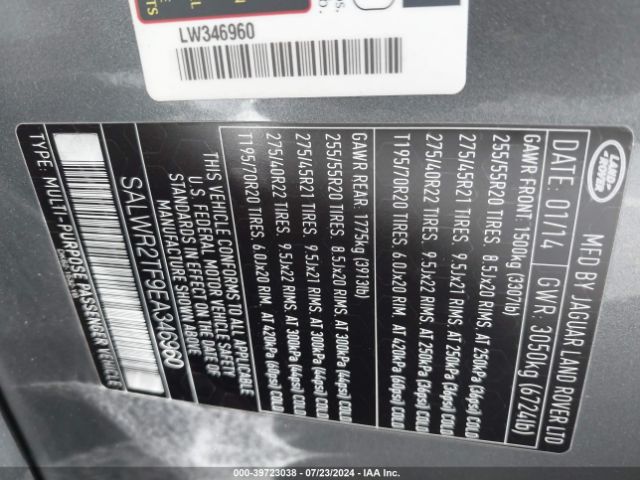 PARTS
LW346960
LAND-
ROVER
MFD BY JAGUAR LAND ROVER LTD
DATE: 01/14 GWR: 3050kg (6724lb)
GAWR FRONT: 1500kg (3307lb)
255/55R20 TIRES. 8.5Jx20 RIMS. AT 250kPa (36psi) COLD
275/45R21 TIRES. 9.5Jx21 RIMS. AT 250kPa (36psi) COLD
275/40R22 TIRES. 9.5Jx22 RIMS. AT 250kPa (36psi) COLD
T195/70R20 TIRES. 6.0Jx20 RIM. AT 420kPa (60psi) COLD
GAWR REAR: 1775kg (3913lb)
255/55R20 TIRES. 8.5Jx20 RIMS. AT 300kPa (44psi) COLD
275/45R21 TIRES. 9.5Jx21 RIMS. AT 300kPa (44psi) COLD
275/40R22 TIRES. 9.5Jx22 RIMS. AT 300kPa (44psi) COLD
T195/70R20 TIRES. 6.0Jx20 RIM. AT 420kPa (60psi) COLD
THIS VEHICLE CONFORMS TO ALL APPLICABLE
U.S. FEDERAL MOTOR VEHICLE SAFETY
STANDARDS IN EFFECT ON THE DATE OF
MANUFACTURE SHOWN ABOVE.
SALWR2TF9EA346960
TYPE: MULTI-PURPOSE PASSENGER VEHICLE
000-39723038 - 07/23/2024 - IAA Inc.